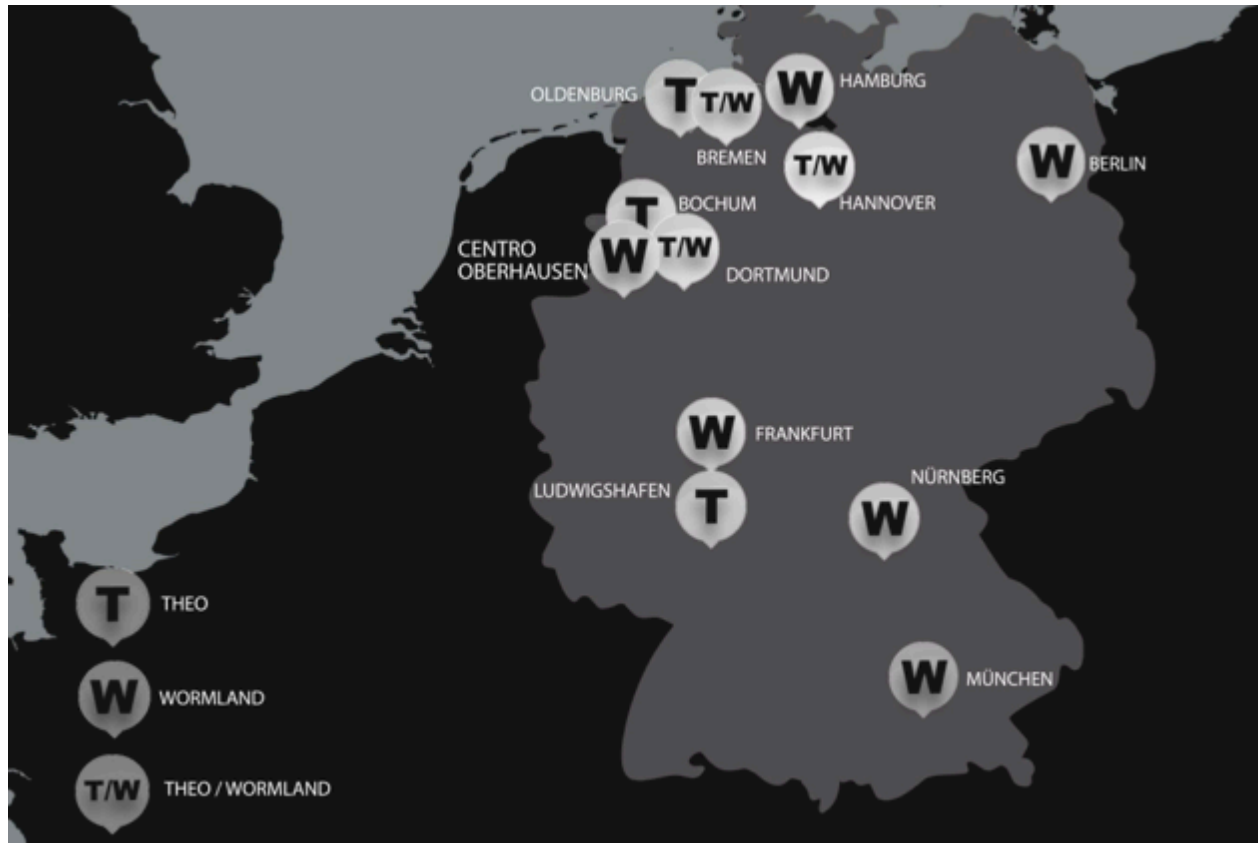 OLDENBURG
T
T/W
BREMEN
W
HAMBURG
T/W
HANNOVER
W
BERLIN
T
BOCHUM
CENTRO
OBERHAUSEN
W
T/W
DORTMUND
W
FRANKFURT
LUDWIGSHAFEN
T
NÜRNBERG
W
W
MÜNCHEN
T
THEO
W
WORMLAND
T/W
THEO / WORMLAND